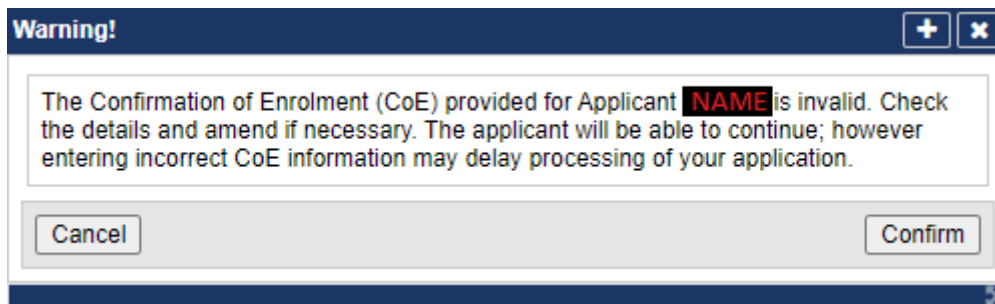 Warning!
The Confirmation of Enrolment (CoE) provided for Applicant NAME is invalid. Check
the details and amend if necessary. The applicant will be able to continue; however
entering incorrect CoE information may delay processing of your application.
Cancel
Confirm